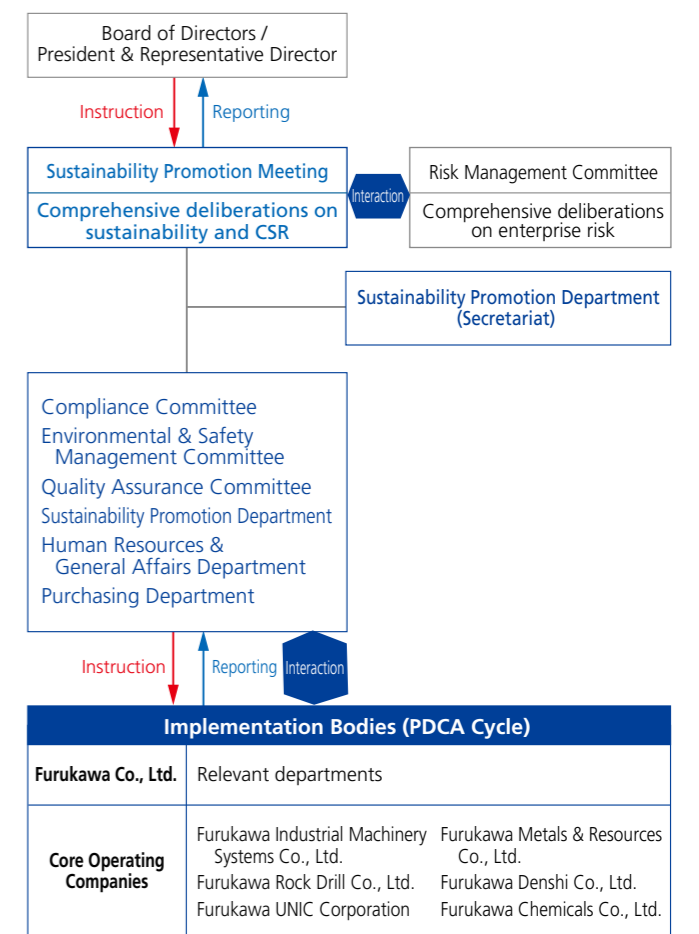 Board of Directors /
President & Representative Director
Instruction
Reporting
Sustainability Promotion Meeting
Comprehensive deliberations on
sustainability and CSR
Interaction
Risk Management Committee
Comprehensive deliberations
on enterprise risk
Sustainability Promotion Department
(Secretariat)
Compliance Committee
Environmental & Safety
Management Committee
Quality Assurance Committee
Sustainability Promotion Department
Human Resources &
General Affairs Department
Purchasing Department
Instruction
Reporting
Interaction
Implementation Bodies (PDCA Cycle)
Furukawa Co., Ltd.
Relevant departments
Core Operating
Companies
Furukawa Industrial Machinery
Systems Co., Ltd.
Furukawa Rock Drill Co., Ltd.
Furukawa UNIC Corporation
Furukawa Metals & Resources
Co., Ltd.
Furukawa Denshi Co., Ltd.
Furukawa Chemicals Co., Ltd.